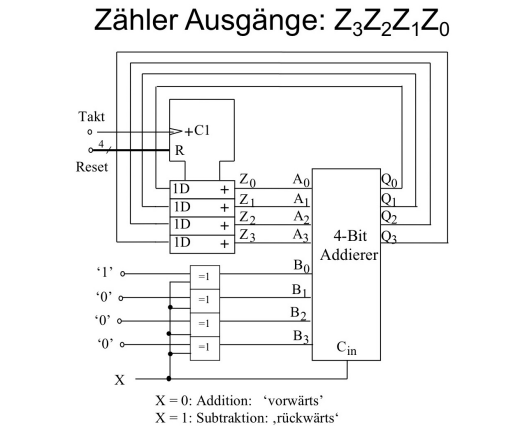 Zähler Ausgänge: Z₃Z₂Z₁Z₀
Takt
+C1
4
R
Reset
1D + Z₀ A₀ Q₀
1D + Z₁ A₁ Q₁
1D + Z₂ A₂ Q₂
1D + Z₃ A₃ Q₃
4-Bit
Addierer
‘1’ =1 B₀
‘0’ =1 B₁
‘0’ =1 B₂
‘0’ =1 B₃
Cin
X
X = 0: Addition: ‘vorwärts’
X = 1: Subtraktion: ‚rückwärts‘